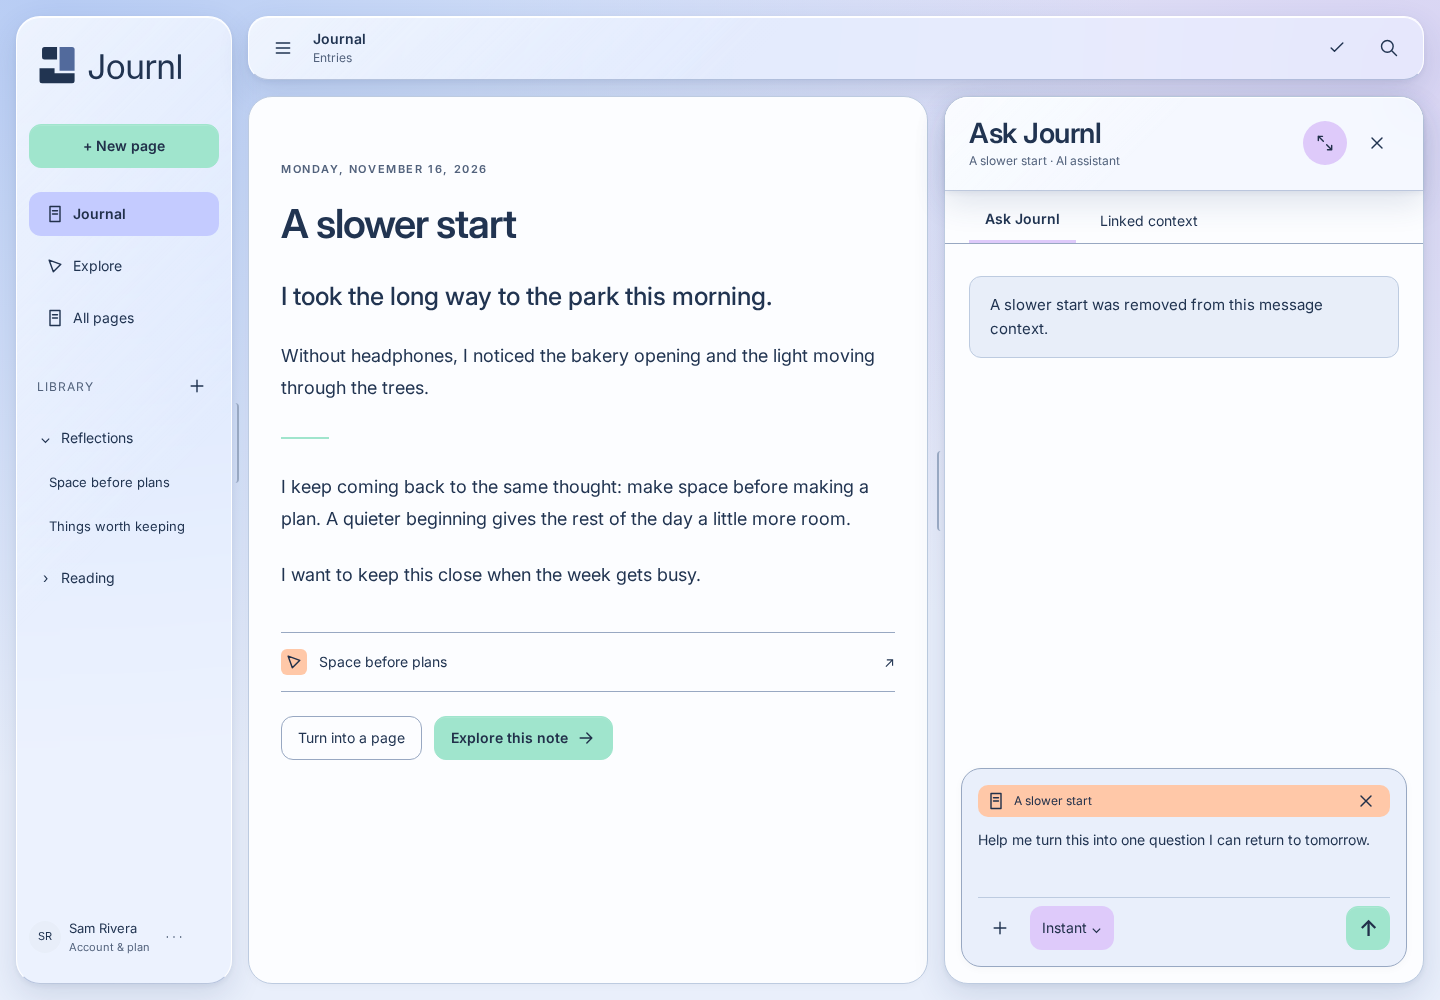 Journl
+ New page
Journal
Explore
All pages
LIBRARY
Reflections
Space before plans
Things worth keeping
Reading
SR
Sam Rivera
Account & plan
Journal
Entries
MONDAY, NOVEMBER 16, 2026
A slower start
I took the long way to the park this morning.
Without headphones, I noticed the bakery opening and the light moving
through the trees.
I keep coming back to the same thought: make space before making a
plan. A quieter beginning gives the rest of the day a little more room.
I want to keep this close when the week gets busy.
Space before plans
Turn into a page
Explore this note
Ask Journl
A slower start · AI assistant
Ask Journl
Linked context
A slower start was removed from this message
context.
A slower start
Help me turn this into one question I can return to tomorrow.
Instant